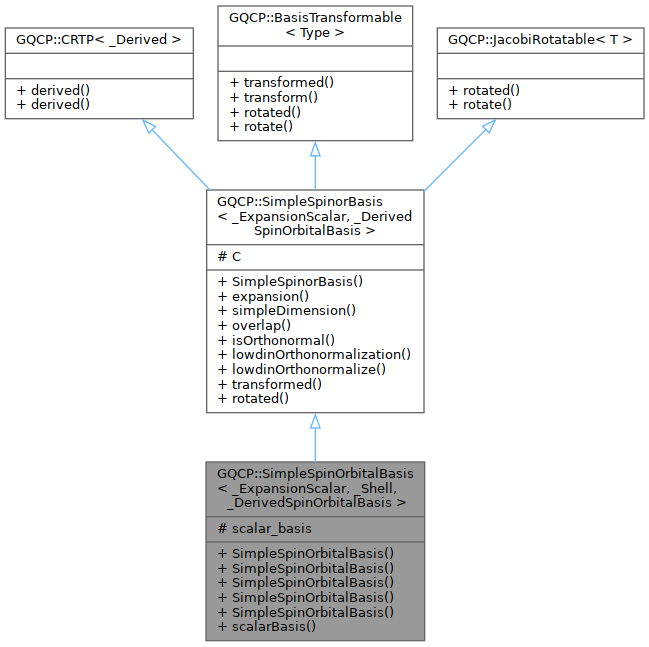 GQCP::CRTP< _Derived >
+ derived()
+ derived()
GQCP::BasisTransformable
< Type >
+ transformed()
+ transform()
+ rotated()
+ rotate()
GQCP::JacobiRotatable< T >
+ rotated()
+ rotate()
GQCP::SimpleSpinorBasis
< _ExpansionScalar, _Derived
SpinOrbitalBasis >
# C
+ SimpleSpinorBasis()
+ expansion()
+ simpleDimension()
+ overlap()
+ isOrthonormal()
+ lowdinOrthonormalization()
+ lowdinOrthonormalize()
+ transformed()
+ rotated()
GQCP::SimpleSpinOrbitalBasis
< _ExpansionScalar, _Shell,
_DerivedSpinOrbitalBasis >
# scalar_basis
+ SimpleSpinOrbitalBasis()
+ SimpleSpinOrbitalBasis()
+ SimpleSpinOrbitalBasis()
+ SimpleSpinOrbitalBasis()
+ SimpleSpinOrbitalBasis()
+ scalarBasis()